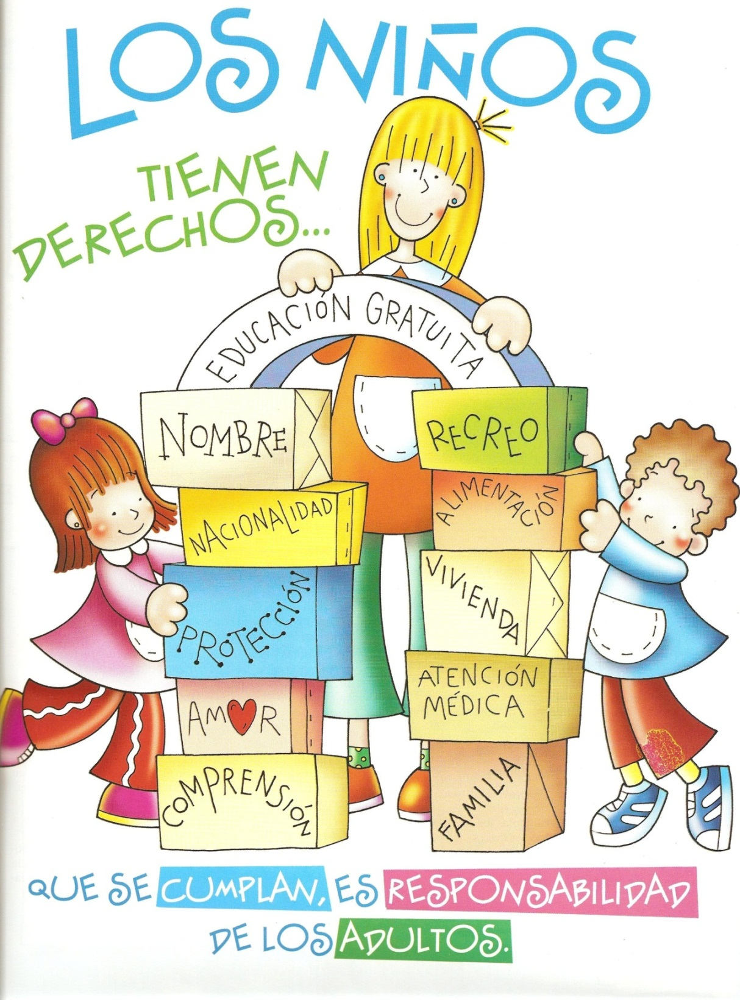 LOS NIÑOS
TIENEN
DERECHOS...
EDUCACIÓN GRATUITA
NOMBRE
NACIONALIDAD
PROTECCIÓN
AMOR
COMPRENSIÓN
RECREO
ALIMENTACIÓN
VIVIENDA
ATENCIÓN
MÉDICA
FAMILIA
QUE SE CUMPLAN, ES RESPONSABILIDAD
DE LOS ADULTOS.